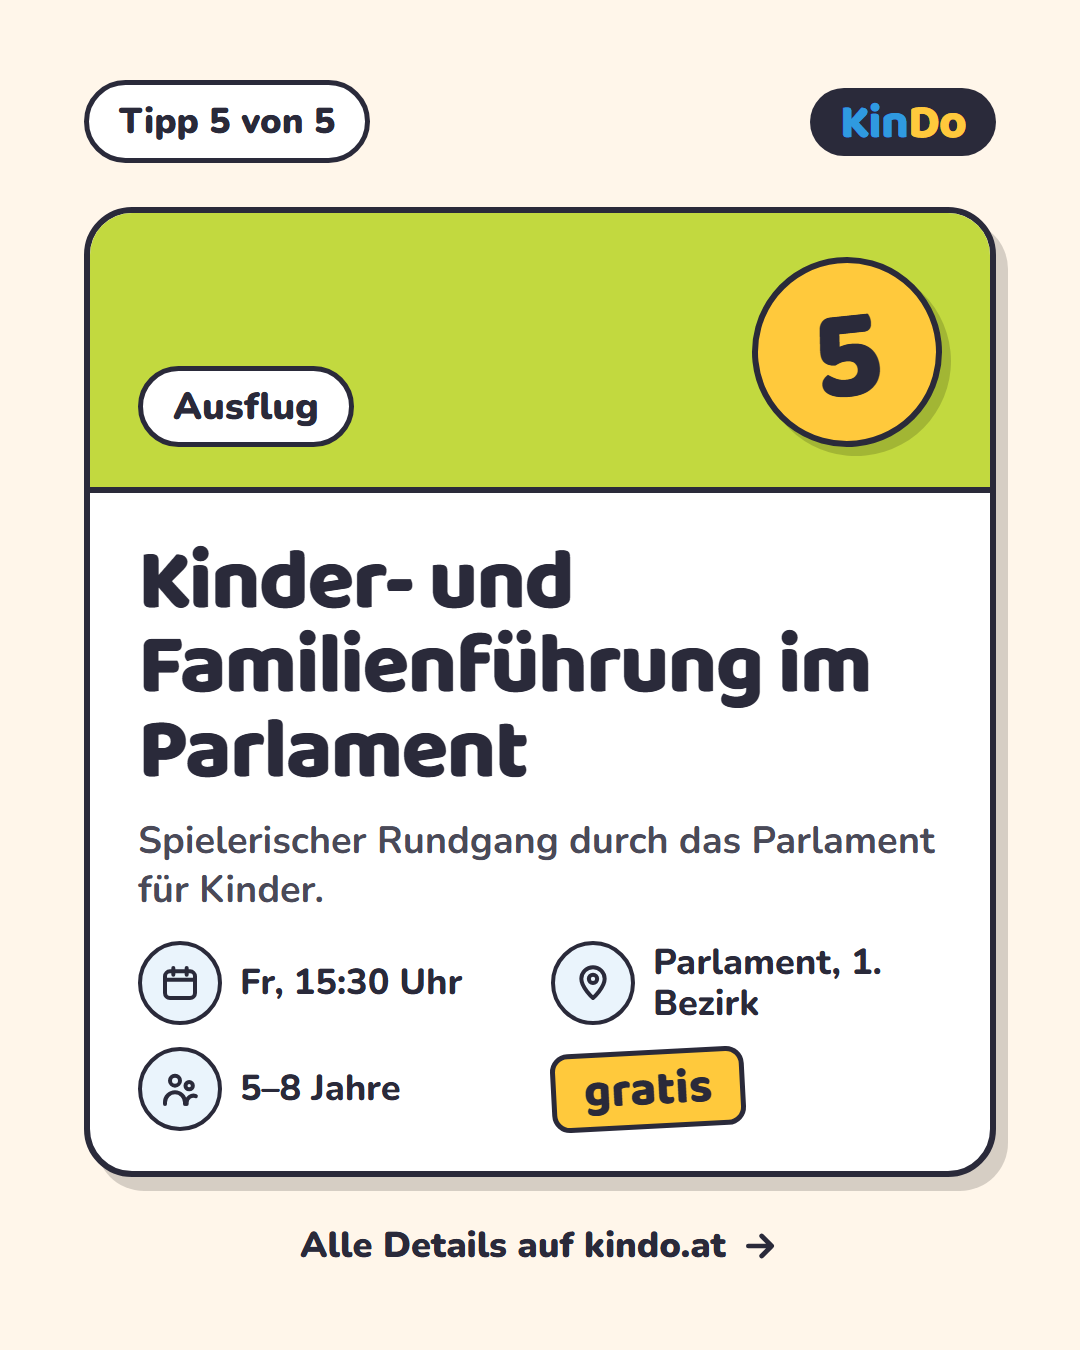 Tipp 5 von 5
KinDo
5
Ausflug
Kinder- und
Familienführung im
Parlament
Spielerischer Rundgang durch das Parlament
für Kinder.
Fr, 15:30 Uhr
Parlament, 1.
Bezirk
5–8 Jahre
gratis
Alle Details auf kindo.at →